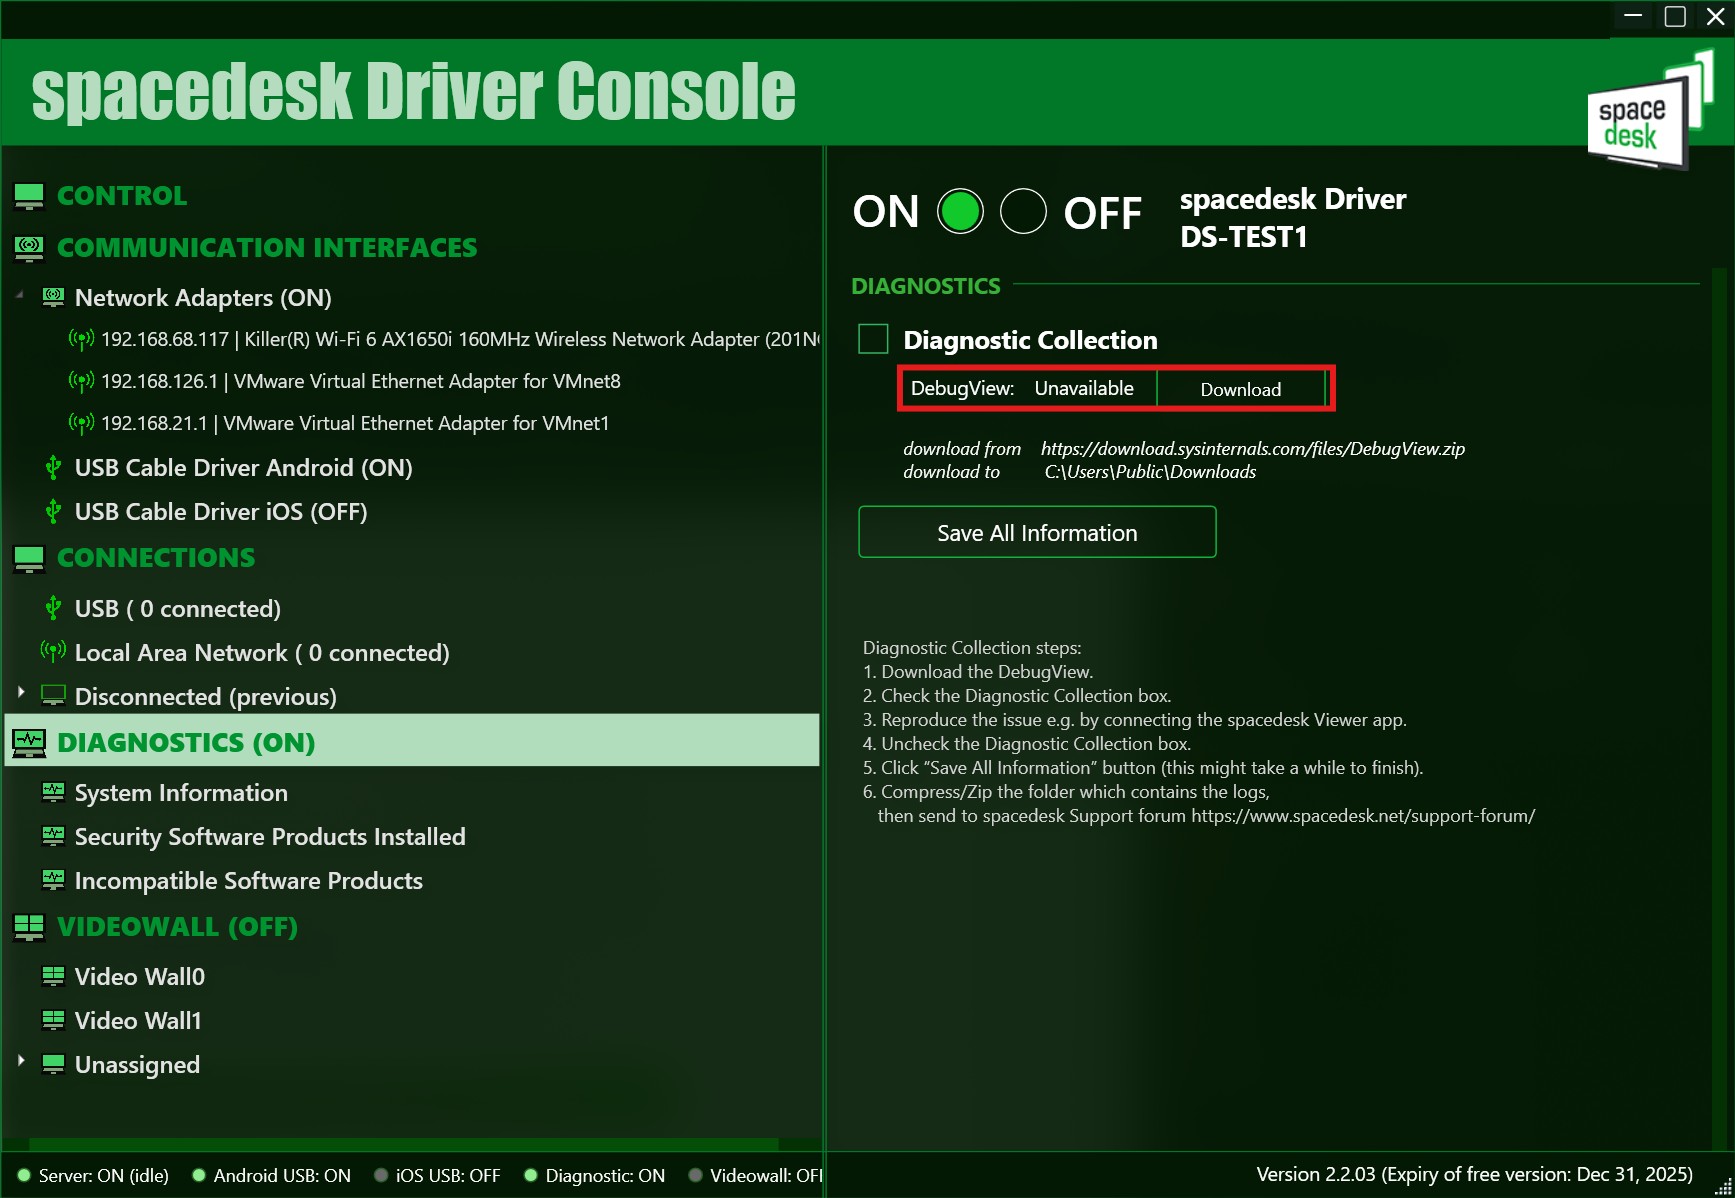 spacedesk Driver Console
space
desk
CONTROL
COMMUNICATION INTERFACES
Network Adapters (ON)
192.168.68.117 | Killer(R) Wi-Fi 6 AX1650i 160MHz Wireless Network Adapter (201N
192.168.126.1 | VMware Virtual Ethernet Adapter for VMnet8
192.168.21.1 | VMware Virtual Ethernet Adapter for VMnet1
USB Cable Driver Android (ON)
USB Cable Driver iOS (OFF)
CONNECTIONS
USB ( 0 connected)
Local Area Network ( 0 connected)
Disconnected (previous)
DIAGNOSTICS (ON)
System Information
Security Software Products Installed
Incompatible Software Products
VIDEOWALL (OFF)
Video Wall0
Video Wall1
Unassigned
ON OFF
spacedesk Driver
DS-TEST1
DIAGNOSTICS
Diagnostic Collection
DebugView: Unavailable Download
download from https://download.sysinternals.com/files/DebugView.zip
download to C:\Users\Public\Downloads
Save All Information
Diagnostic Collection steps:
1. Download the DebugView.
2. Check the Diagnostic Collection box.
3. Reproduce the issue e.g. by connecting the spacedesk Viewer app.
4. Uncheck the Diagnostic Collection box.
5. Click “Save All Information” button (this might take a while to finish).
6. Compress/Zip the folder which contains the logs,
then send to spacedesk Support forum https://www.spacedesk.net/support-forum/
Server: ON (idle) Android USB: ON iOS USB: OFF Diagnostic: ON Videowall: OFF
Version 2.2.03 (Expiry of free version: Dec 31, 2025)